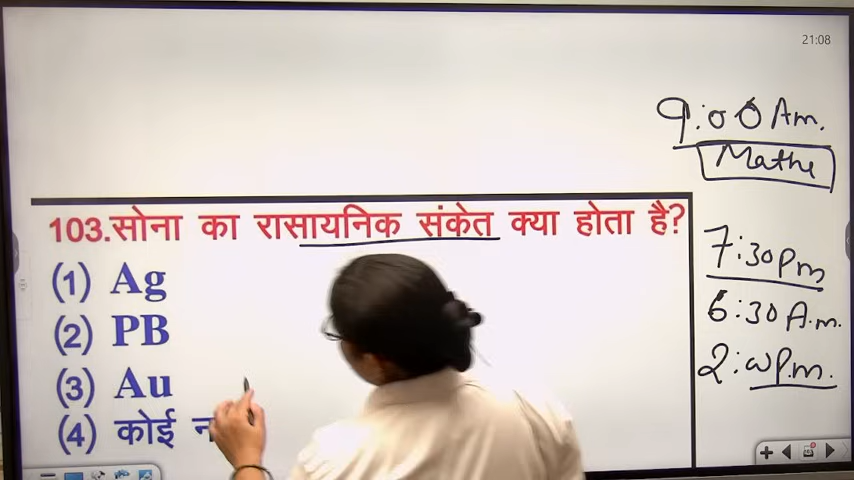 21:08
9:00 Am.
Mathe
103.सोना का रासायनिक संकेत क्या होता है?
(1) Ag
(2) PB
(3) Au
(4) कोई न
7:30 Pm
6:30 A.m.
2:00 P.m.